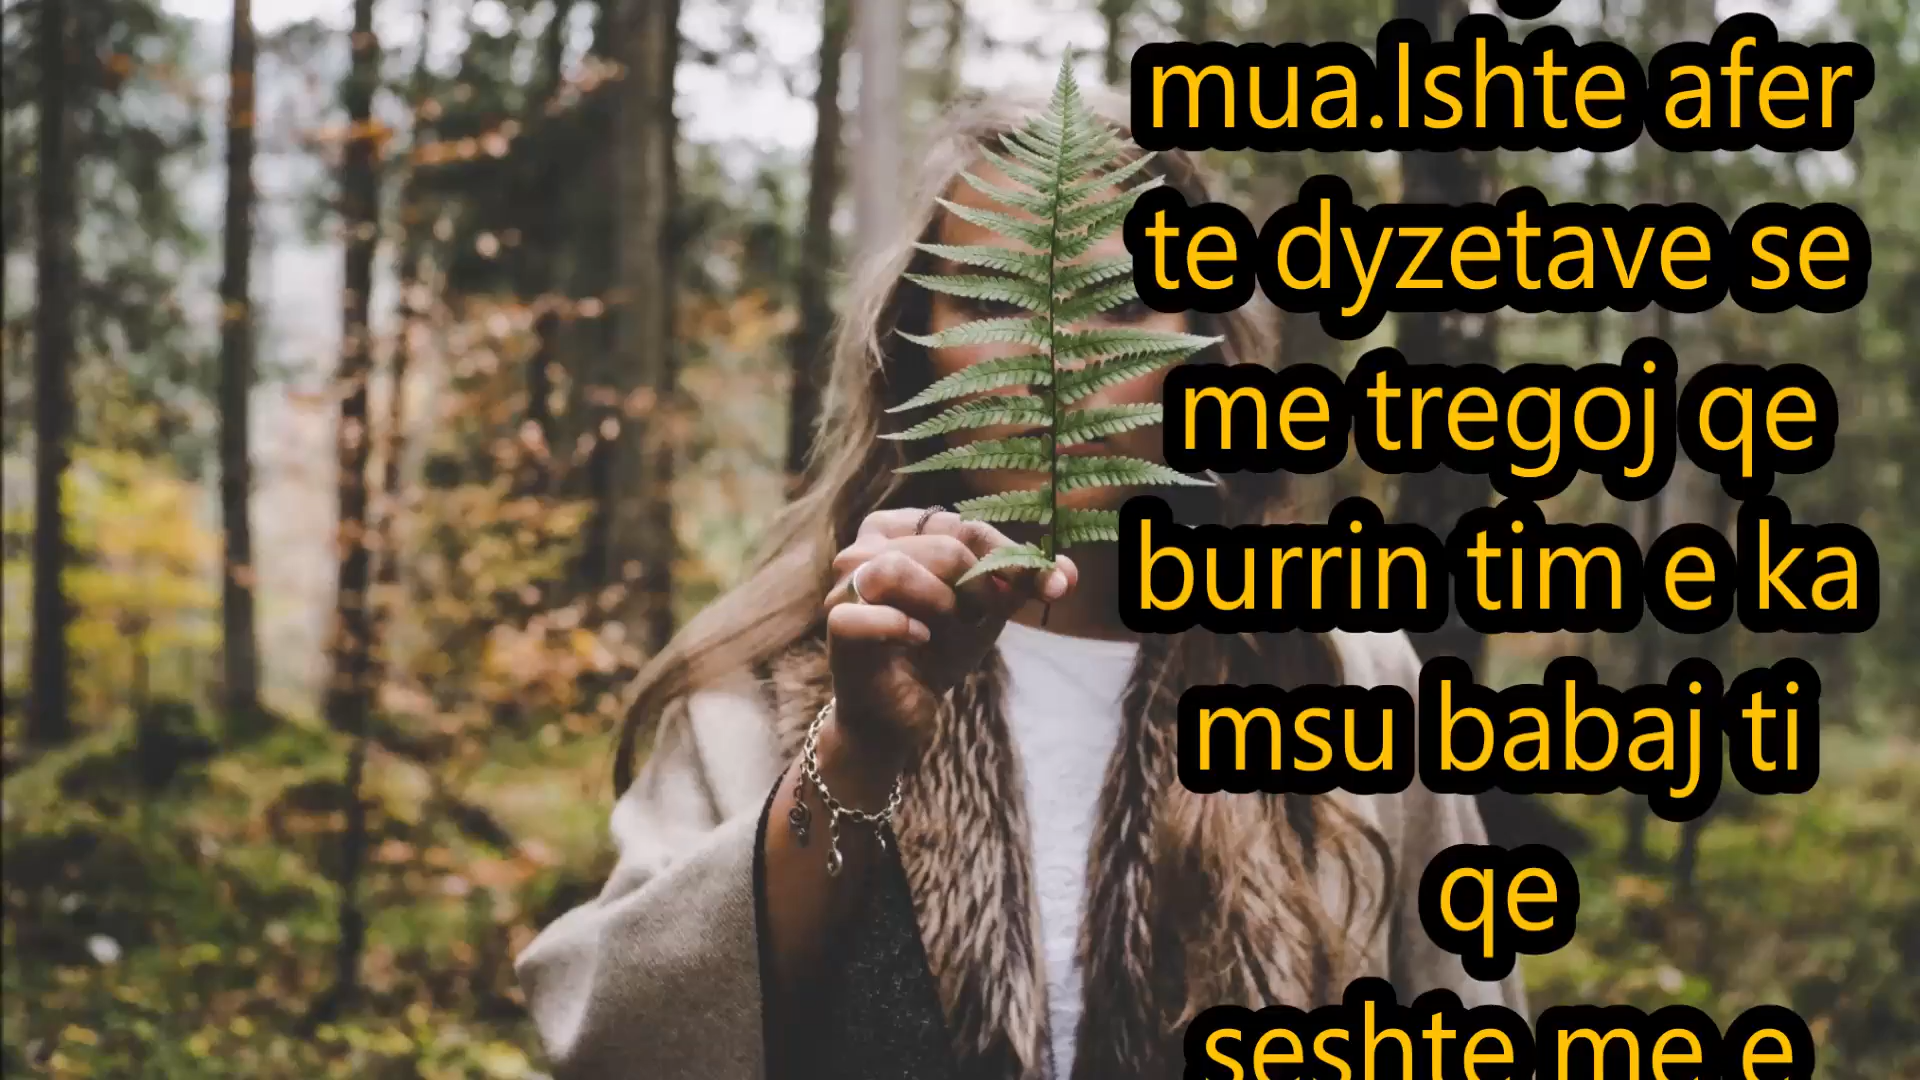 mua.Ishte afer
te dyzetave se
me tregoj qe
burrin tim e ka
msu babaj ti
qe
seshte me e